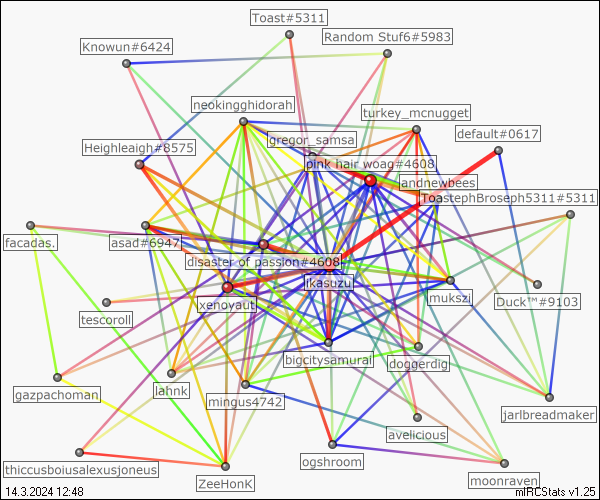 Toast#5311
Random Stuf6#5983
Knowun#6424
neokingghidorah
turkey_mcnugget
default#0617
gregor_samsa
Heighleaigh#8575
pink hair woag#4608
andnewbees
ToastephBroseph5311#5311
facadas.
asad#6947
disaster of passion#4608
ikasuzu
mukszi
Duck™#9103
xenoyaut
tescoroll
bigcitysamurai
doggerdig
gazpachoman
lahnk
mingus4742
jarlbreadmaker
avelicious
thiccusboiusalexusjoneus
ogshroom
ZeeHonK
moonraven
14.3.2024 12:48
mIRCStats v1.25